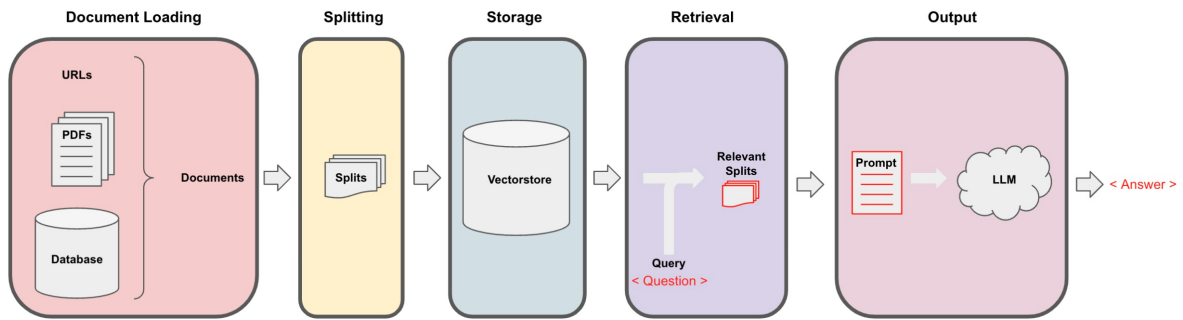 Document Loading
Splitting
Storage
Retrieval
Output
URLs
PDFs
Documents
Database
Splits
Vectorstore
Relevant
Splits
Query
< Question >
Prompt
LLM
< Answer >